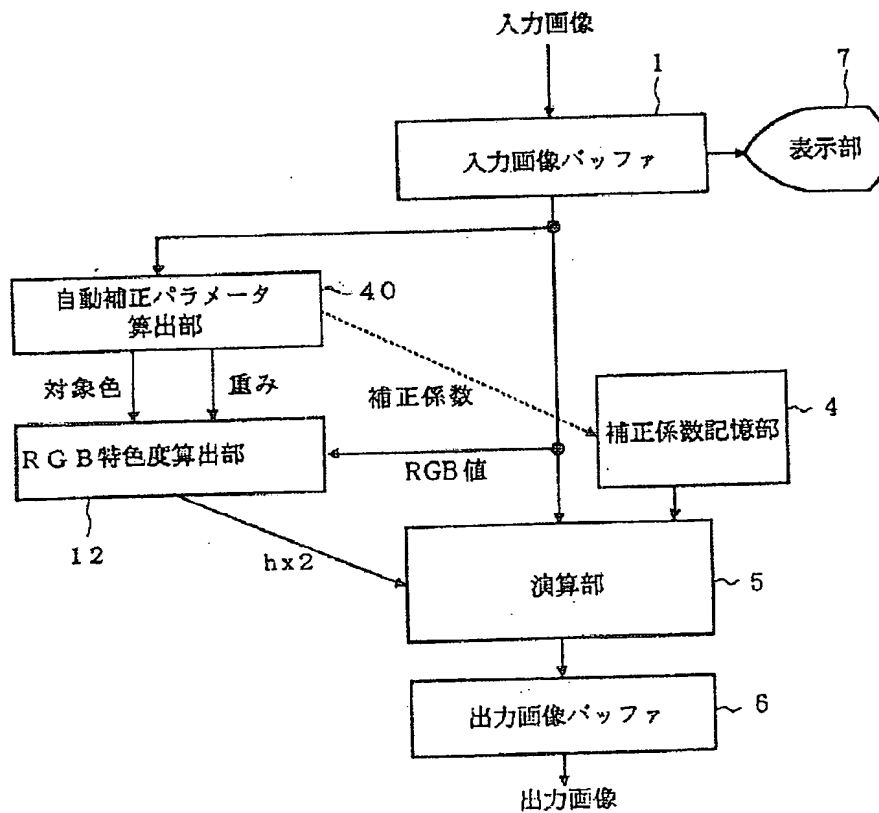 入力画像
1
7
入力画像バッファ
表示部
自動補正パラメータ
算出部
40
対象色
重み
補正係数
補正係数記憶部
4
RGB特色度算出部
RGB値
12
hx2
演算部
5
出力画像バッファ
6
出力画像